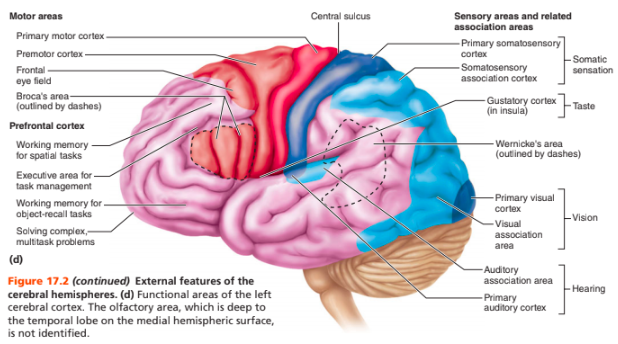 Motor areas
Primary motor cortex
Premotor cortex
Frontal
eye field
Broca's area
(outlined by dashes)
Prefrontal cortex
Working memory
for spatial tasks
Executive area for
task management
Working memory for
object-recall tasks
Solving complex,
multitask problems
Central sulcus
Sensory areas and related
association areas
Primary somatosensory
cortex
Somatosensory
association cortex
Somatic
sensation
Gustatory cortex
(in insula)
Taste
Wernicke's area
(outlined by dashes)
Primary visual
cortex
Visual
association
area
Vision
Auditory
association area
Primary
auditory cortex
Hearing
(d)
Figure 17.2 (continued) External features of the
cerebral hemispheres. (d) Functional areas of the left
cerebral cortex. The olfactory area, which is deep to
the temporal lobe on the medial hemispheric surface,
is not identified.